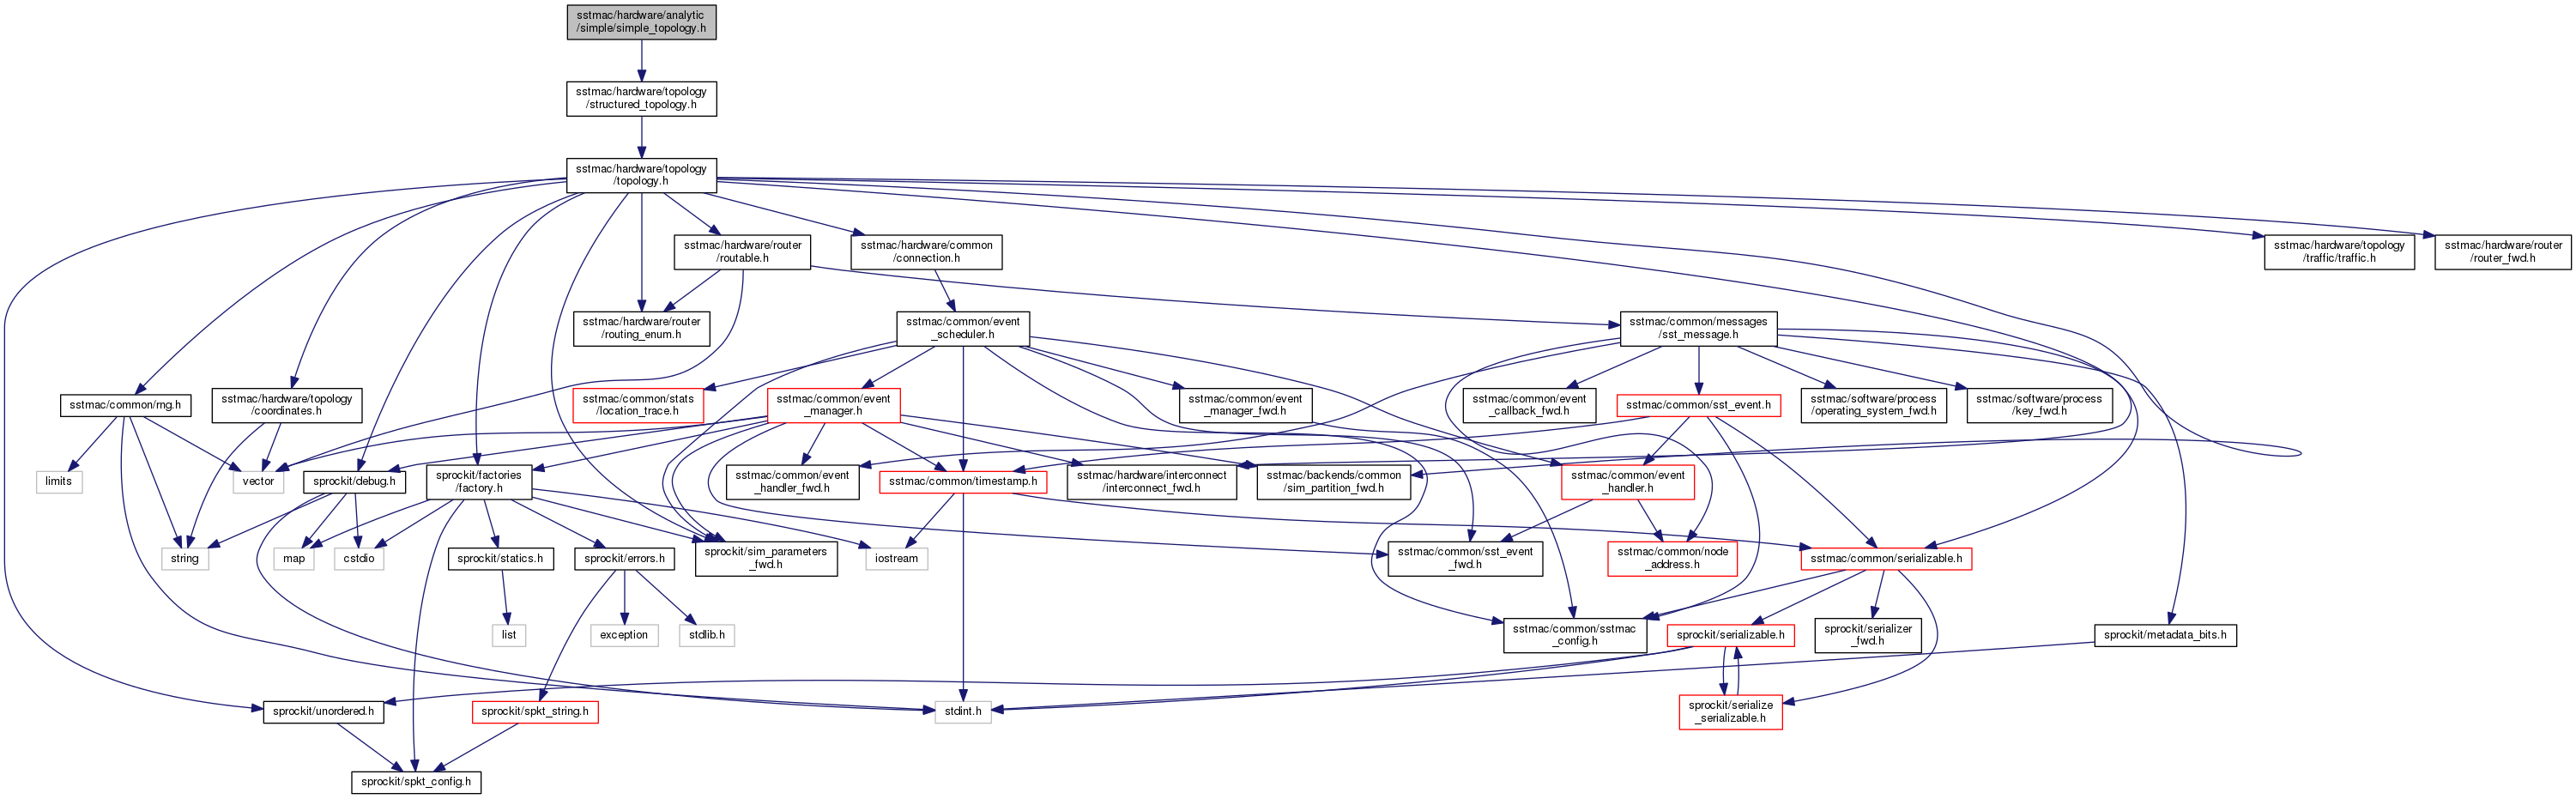 sstmac/hardware/analytic
/simple/simple_topology.h
sstmac/hardware/topology
/structured_topology.h
sstmac/hardware/topology
/topology.h
sstmac/hardware/router
/routable.h
sstmac/hardware/common
/connection.h
sstmac/hardware/topology
/traffic/traffic.h
sstmac/hardware/router
/router_fwd.h
sstmac/hardware/router
/routing_enum.h
sstmac/common/event
_scheduler.h
sstmac/common/messages
/sst_message.h
sstmac/common/rng.h
sstmac/hardware/topology
/coordinates.h
sstmac/common/stats
/location_trace.h
sstmac/common/event
_manager.h
sstmac/common/event
_manager_fwd.h
sstmac/common/event
_callback_fwd.h
sstmac/common/sst_event.h
sstmac/software/process
/operating_system_fwd.h
sstmac/software/process
/key_fwd.h
limits
vector
sprockit/debug.h
sprockit/factories
/factory.h
sstmac/common/event
_handler_fwd.h
sstmac/common/timestamp.h
sstmac/hardware/interconnect
/interconnect_fwd.h
sstmac/backends/common
/sim_partition_fwd.h
sstmac/common/event
_handler.h
string
map
cstdio
sprockit/statics.h
sprockit/errors.h
sprockit/sim_parameters
_fwd.h
iostream
sstmac/common/sst_event
_fwd.h
sstmac/common/node
_address.h
sstmac/common/serializable.h
list
exception
stdlib.h
sstmac/common/sstmac
_config.h
sprockit/serializable.h
sprockit/serializer
_fwd.h
sprockit/metadata_bits.h
sprockit/unordered.h
sprockit/spkt_string.h
stdint.h
sprockit/serialize
_serializable.h
sprockit/spkt_config.h